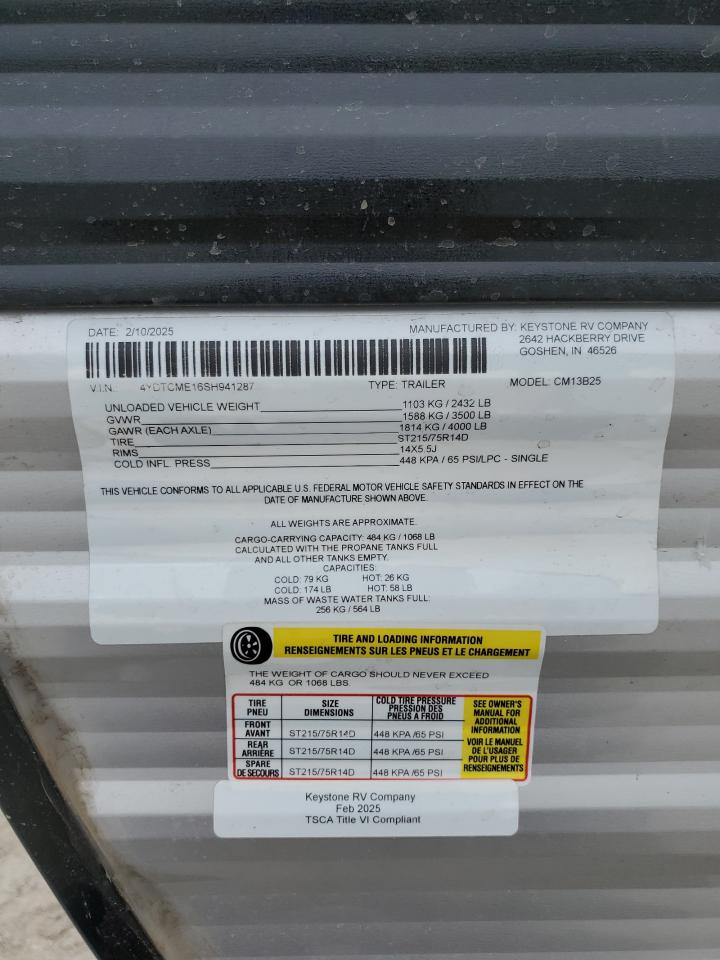 DATE: 2/10/2025
MANUFACTURED BY: KEYSTONE RV COMPANY
2642 HACKBERRY DRIVE
GOSHEN, IN 46526
V.I.N.: 4YDTCME16SH941287 TYPE: TRAILER MODEL: CM13B25
UNLOADED VEHICLE WEIGHT 1103 KG / 2432 LB
GVWR 1588 KG / 3500 LB
GAWR (EACH AXLE) 1814 KG / 4000 LB
TIRE ST215/75R14D
RIMS 14X5.5J
COLD INFL. PRESS 448 KPA / 65 PSI/LPC - SINGLE
THIS VEHICLE CONFORMS TO ALL APPLICABLE U.S. FEDERAL MOTOR VEHICLE SAFETY STANDARDS IN EFFECT ON THE
DATE OF MANUFACTURE SHOWN ABOVE.
ALL WEIGHTS ARE APPROXIMATE.
CARGO-CARRYING CAPACITY: 484 KG / 1068 LB
CALCULATED WITH THE PROPANE TANKS FULL
AND ALL OTHER TANKS EMPTY.
CAPACITIES:
COLD: 79 KG HOT: 26 KG
COLD: 174 LB HOT: 58 LB
MASS OF WASTE WATER TANKS FULL:
256 KG / 564 LB
TIRE AND LOADING INFORMATION
RENSEIGNEMENTS SUR LES PNEUS ET LE CHARGEMENT
THE WEIGHT OF CARGO SHOULD NEVER EXCEED
484 KG OR 1068 LBS.
TIRE
PNEU
SIZE
DIMENSIONS
COLD TIRE PRESSURE
PRESSION DES
PNEUS A FROID
FRONT
AVANT
ST215/75R14D
448 KPA /65 PSI
REAR
ARRIÈRE
ST215/75R14D
448 KPA /65 PSI
SPARE
DE SECOURS
ST215/75R14D
448 KPA /65 PSI
SEE OWNER'S
MANUAL FOR
ADDITIONAL
INFORMATION
VOIR LE MANUEL
DE L'USAGER
POUR PLUS DE
RENSEIGNEMENTS
Keystone RV Company
Feb 2025
TSCA Title VI Compliant